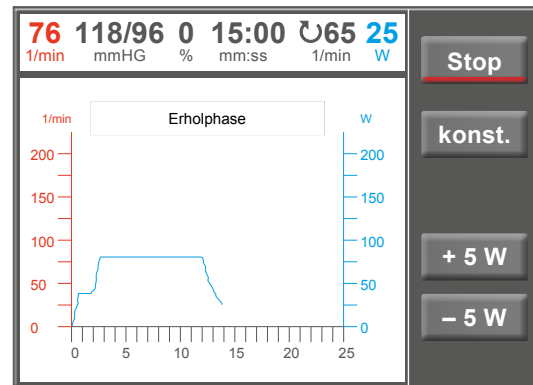 76 118/96 0 15:00 ↻65 25
1/min mmHG % mm:ss 1/min W
Stop
konst.
+ 5 W
– 5 W
1/min Erholphase W
200 200
150 150
100 100
50 50
0 0
0 5 10 15 20 25